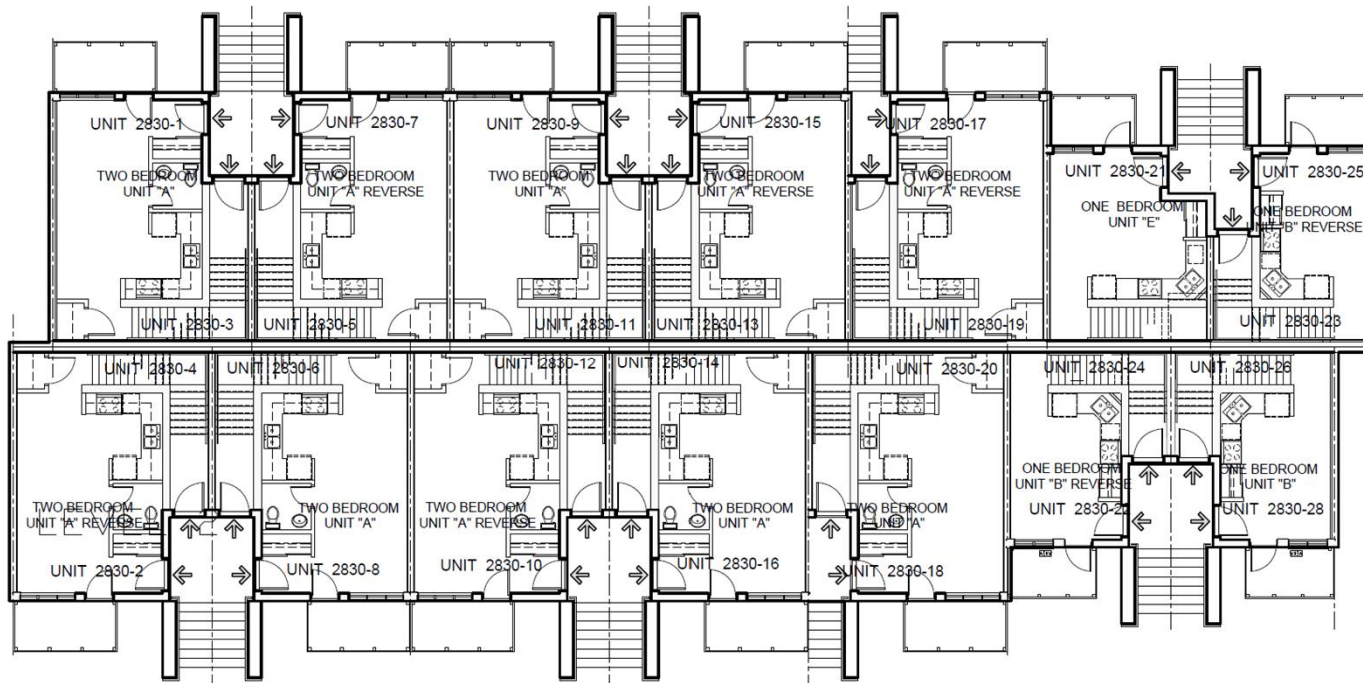 UNIT 2830-1
UNIT 2830-7
UNIT 2830-9
UNIT 2830-15
UNIT 2830-17
UNIT 2830-21
UNIT 2830-25
TWO BEDROOM
UNIT "A"
TWO BEDROOM
UNIT "A" REVERSE
TWO BEDROOM
UNIT "A"
TWO BEDROOM
UNIT "A" REVERSE
TWO BEDROOM
UNIT "A" REVERSE
ONE BEDROOM
UNIT "E"
ONE BEDROOM
UNIT "B" REVERSE
UNIT 2830-3
UNIT 2830-5
UNIT 2830-11
UNIT 2830-13
UNIT 2830-19
UNIT 2830-23
UNIT 2830-4
UNIT 2830-6
UNIT 2830-12
UNIT 2830-14
UNIT 2830-20
UNIT 2830-24
UNIT 2830-26
TWO BEDROOM
UNIT "A" REVERSE
TWO BEDROOM
UNIT "A"
TWO BEDROOM
UNIT "A" REVERSE
TWO BEDROOM
UNIT "A"
TWO BEDROOM
UNIT "A"
ONE BEDROOM
UNIT "B" REVERSE
ONE BEDROOM
UNIT "B"
UNIT 2830-22
UNIT 2830-28
UNIT 2830-2
UNIT 2830-8
UNIT 2830-10
UNIT 2830-16
UNIT 2830-18